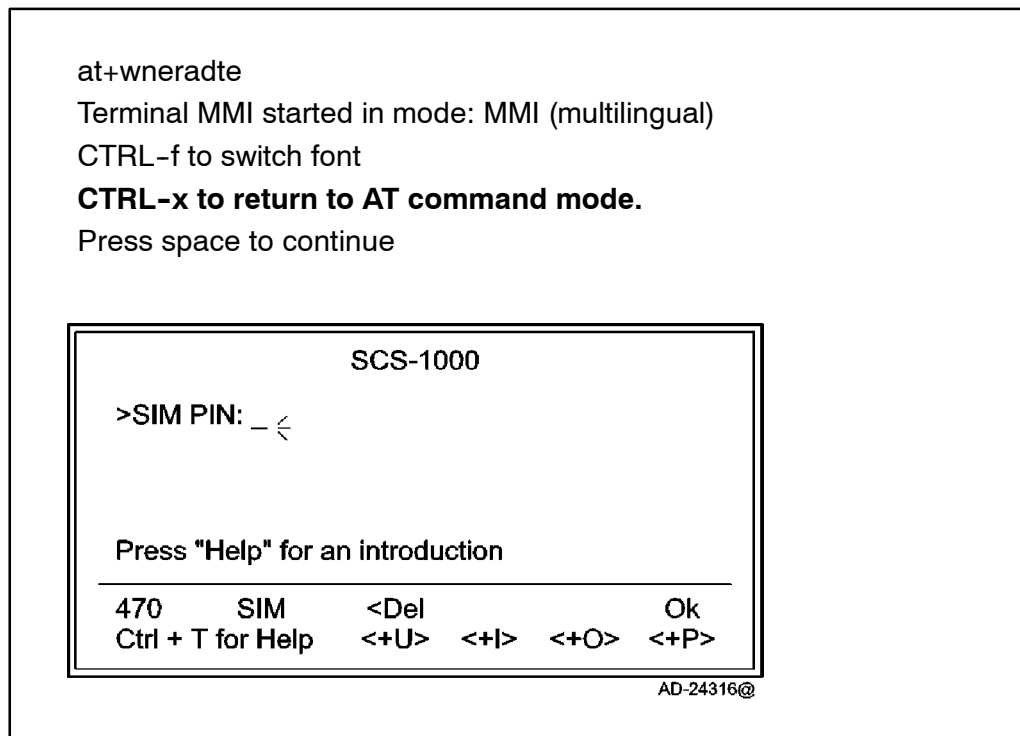 at+wneradte
Terminal MMI started in mode: MMI (multilingual)
CTRL-f to switch font
CTRL-x to return to AT command mode.
Press space to continue
SCS-1000
>SIM PIN: _
Press "Help" for an introduction
470 SIM <Del Ok
Ctrl + T for Help <+U> <+I> <+O> <+P>
AD-24316@